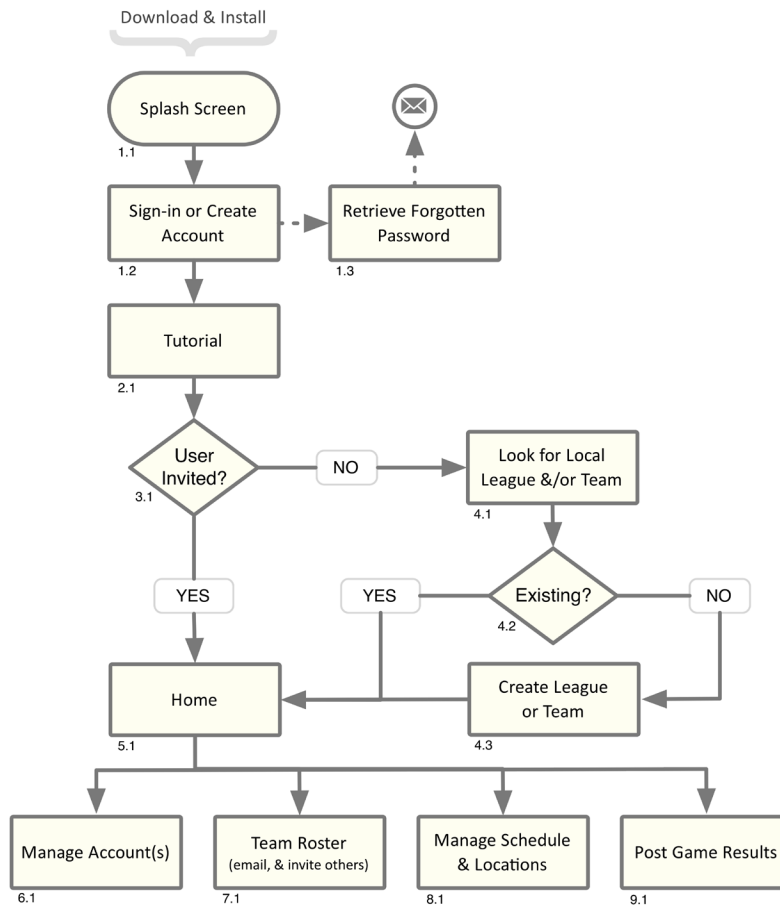 Download & Install
Splash Screen
1.1
Sign-in or Create
Account
1.2
Retrieve Forgotten
Password
1.3
Tutorial
2.1
User
Invited?
3.1
NO
Look for Local
League &/or Team
4.1
YES
Existing?
4.2
YES
NO
Home
5.1
Create League
or Team
4.3
Manage Account(s)
6.1
Team Roster
(email, & invite others)
7.1
Manage Schedule
& Locations
8.1
Post Game Results
9.1